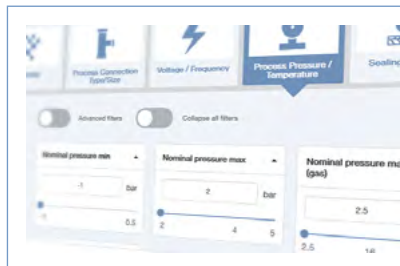 Process Connection
Type/Size
Voltage / Frequency
Process Pressure /
Temperature
Sealing
Advanced filters
Collapse all filters
Nominal pressure min
-1
bar
-1
0.5
Nominal pressure max
2
bar
2
4
5
Nominal pressure ma
(gas)
2.5
2.5
16